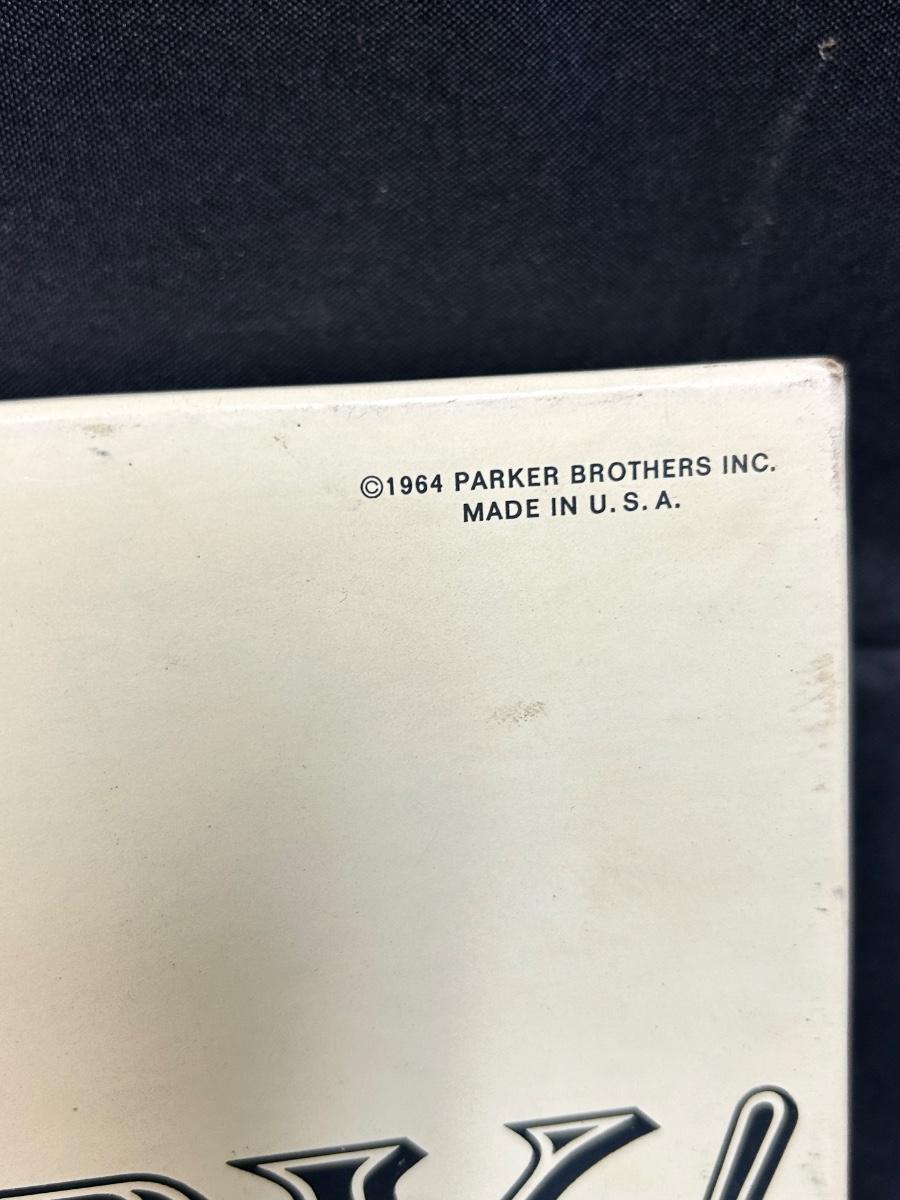 ©1964 PARKER BROTHERS INC.
MADE IN U.S.A.